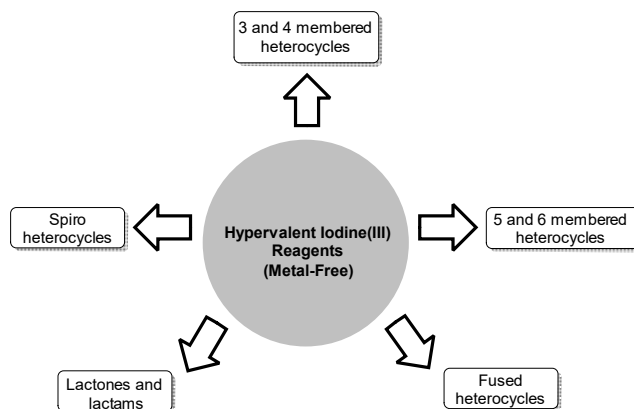 3 and 4 membered
heterocycles
Spiro
heterocycles
Hypervalent Iodine(III)
Reagents
(Metal-Free)
5 and 6 membered
heterocycles
Lactones and
lactams
Fused
heterocycles